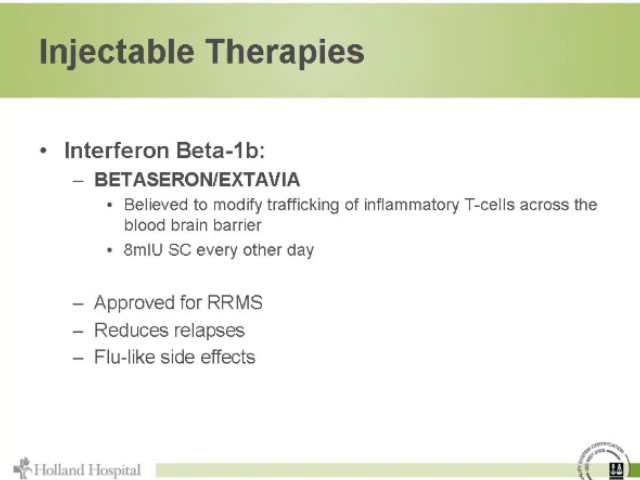 Injectable Therapies
• Interferon Beta-1b:
– BETASERON/EXTAVIA
• Believed to modify trafficking of inflammatory T-cells across the
blood brain barrier
• 8mIU SC every other day
– Approved for RRMS
– Reduces relapses
– Flu-like side effects
Holland Hospital